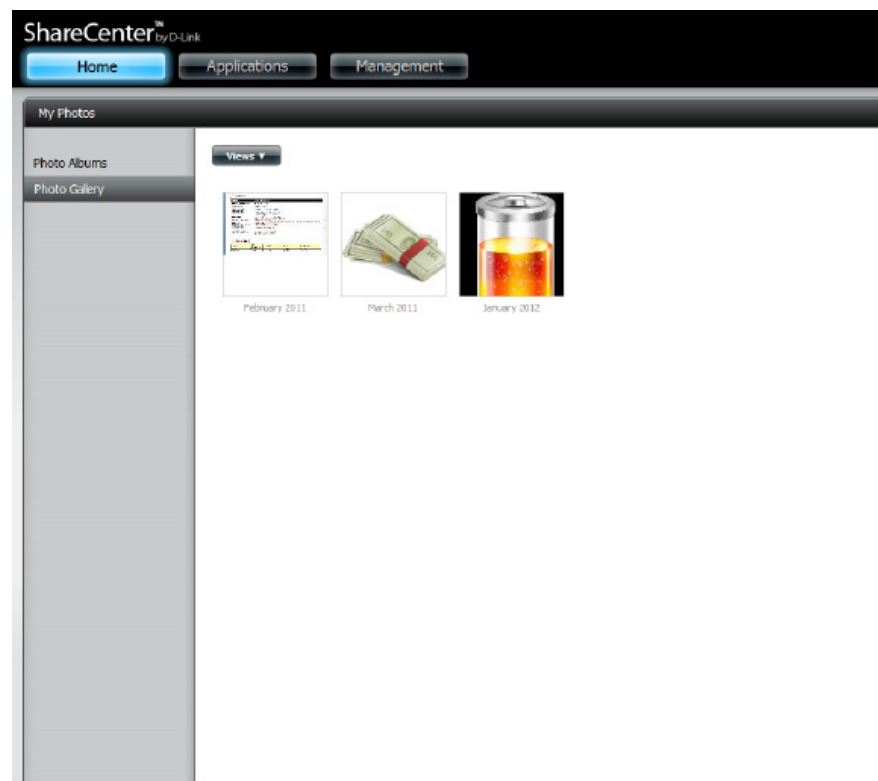 ShareCenter™ by D-Link
Home Applications Management
My Photos
Photo Albums
Photo Gallery
Views ▼
February 2011 March 2011 January 2012